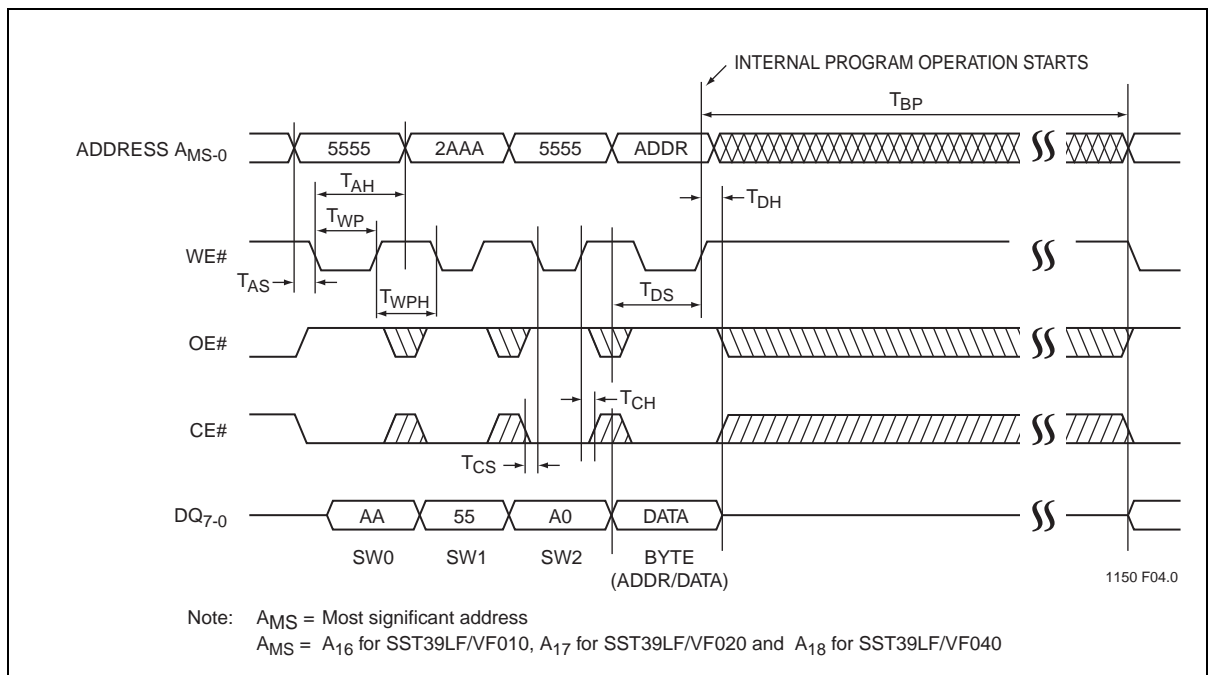 INTERNAL PROGRAM OPERATION STARTS
TBP
ADDRESS AMS-0
5555
2AAA
5555
ADDR
TAH
TDH
TWP
WE#
TAS
TWPH
TDS
OE#
TCH
CE#
TCS
DQ7-0
AA
55
A0
DATA
SW0
SW1
SW2
BYTE
(ADDR/DATA)
1150 F04.0
Note: AMS = Most significant address
AMS = A16 for SST39LF/VF010, A17 for SST39LF/VF020 and A18 for SST39LF/VF040